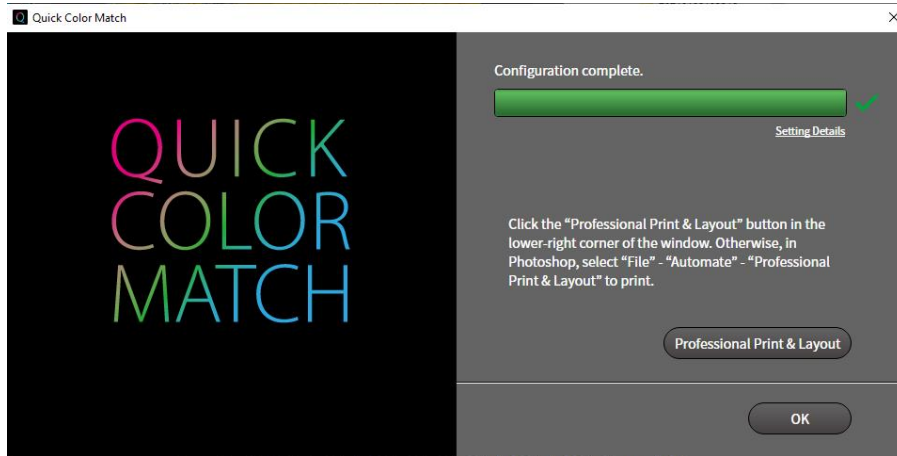 Quick Color Match
QUICK
COLOR
MATCH
Configuration complete.
Setting Details
Click the “Professional Print & Layout” button in the
lower-right corner of the window. Otherwise, in
Photoshop, select “File” - “Automate” - “Professional
Print & Layout” to print.
Professional Print & Layout
OK